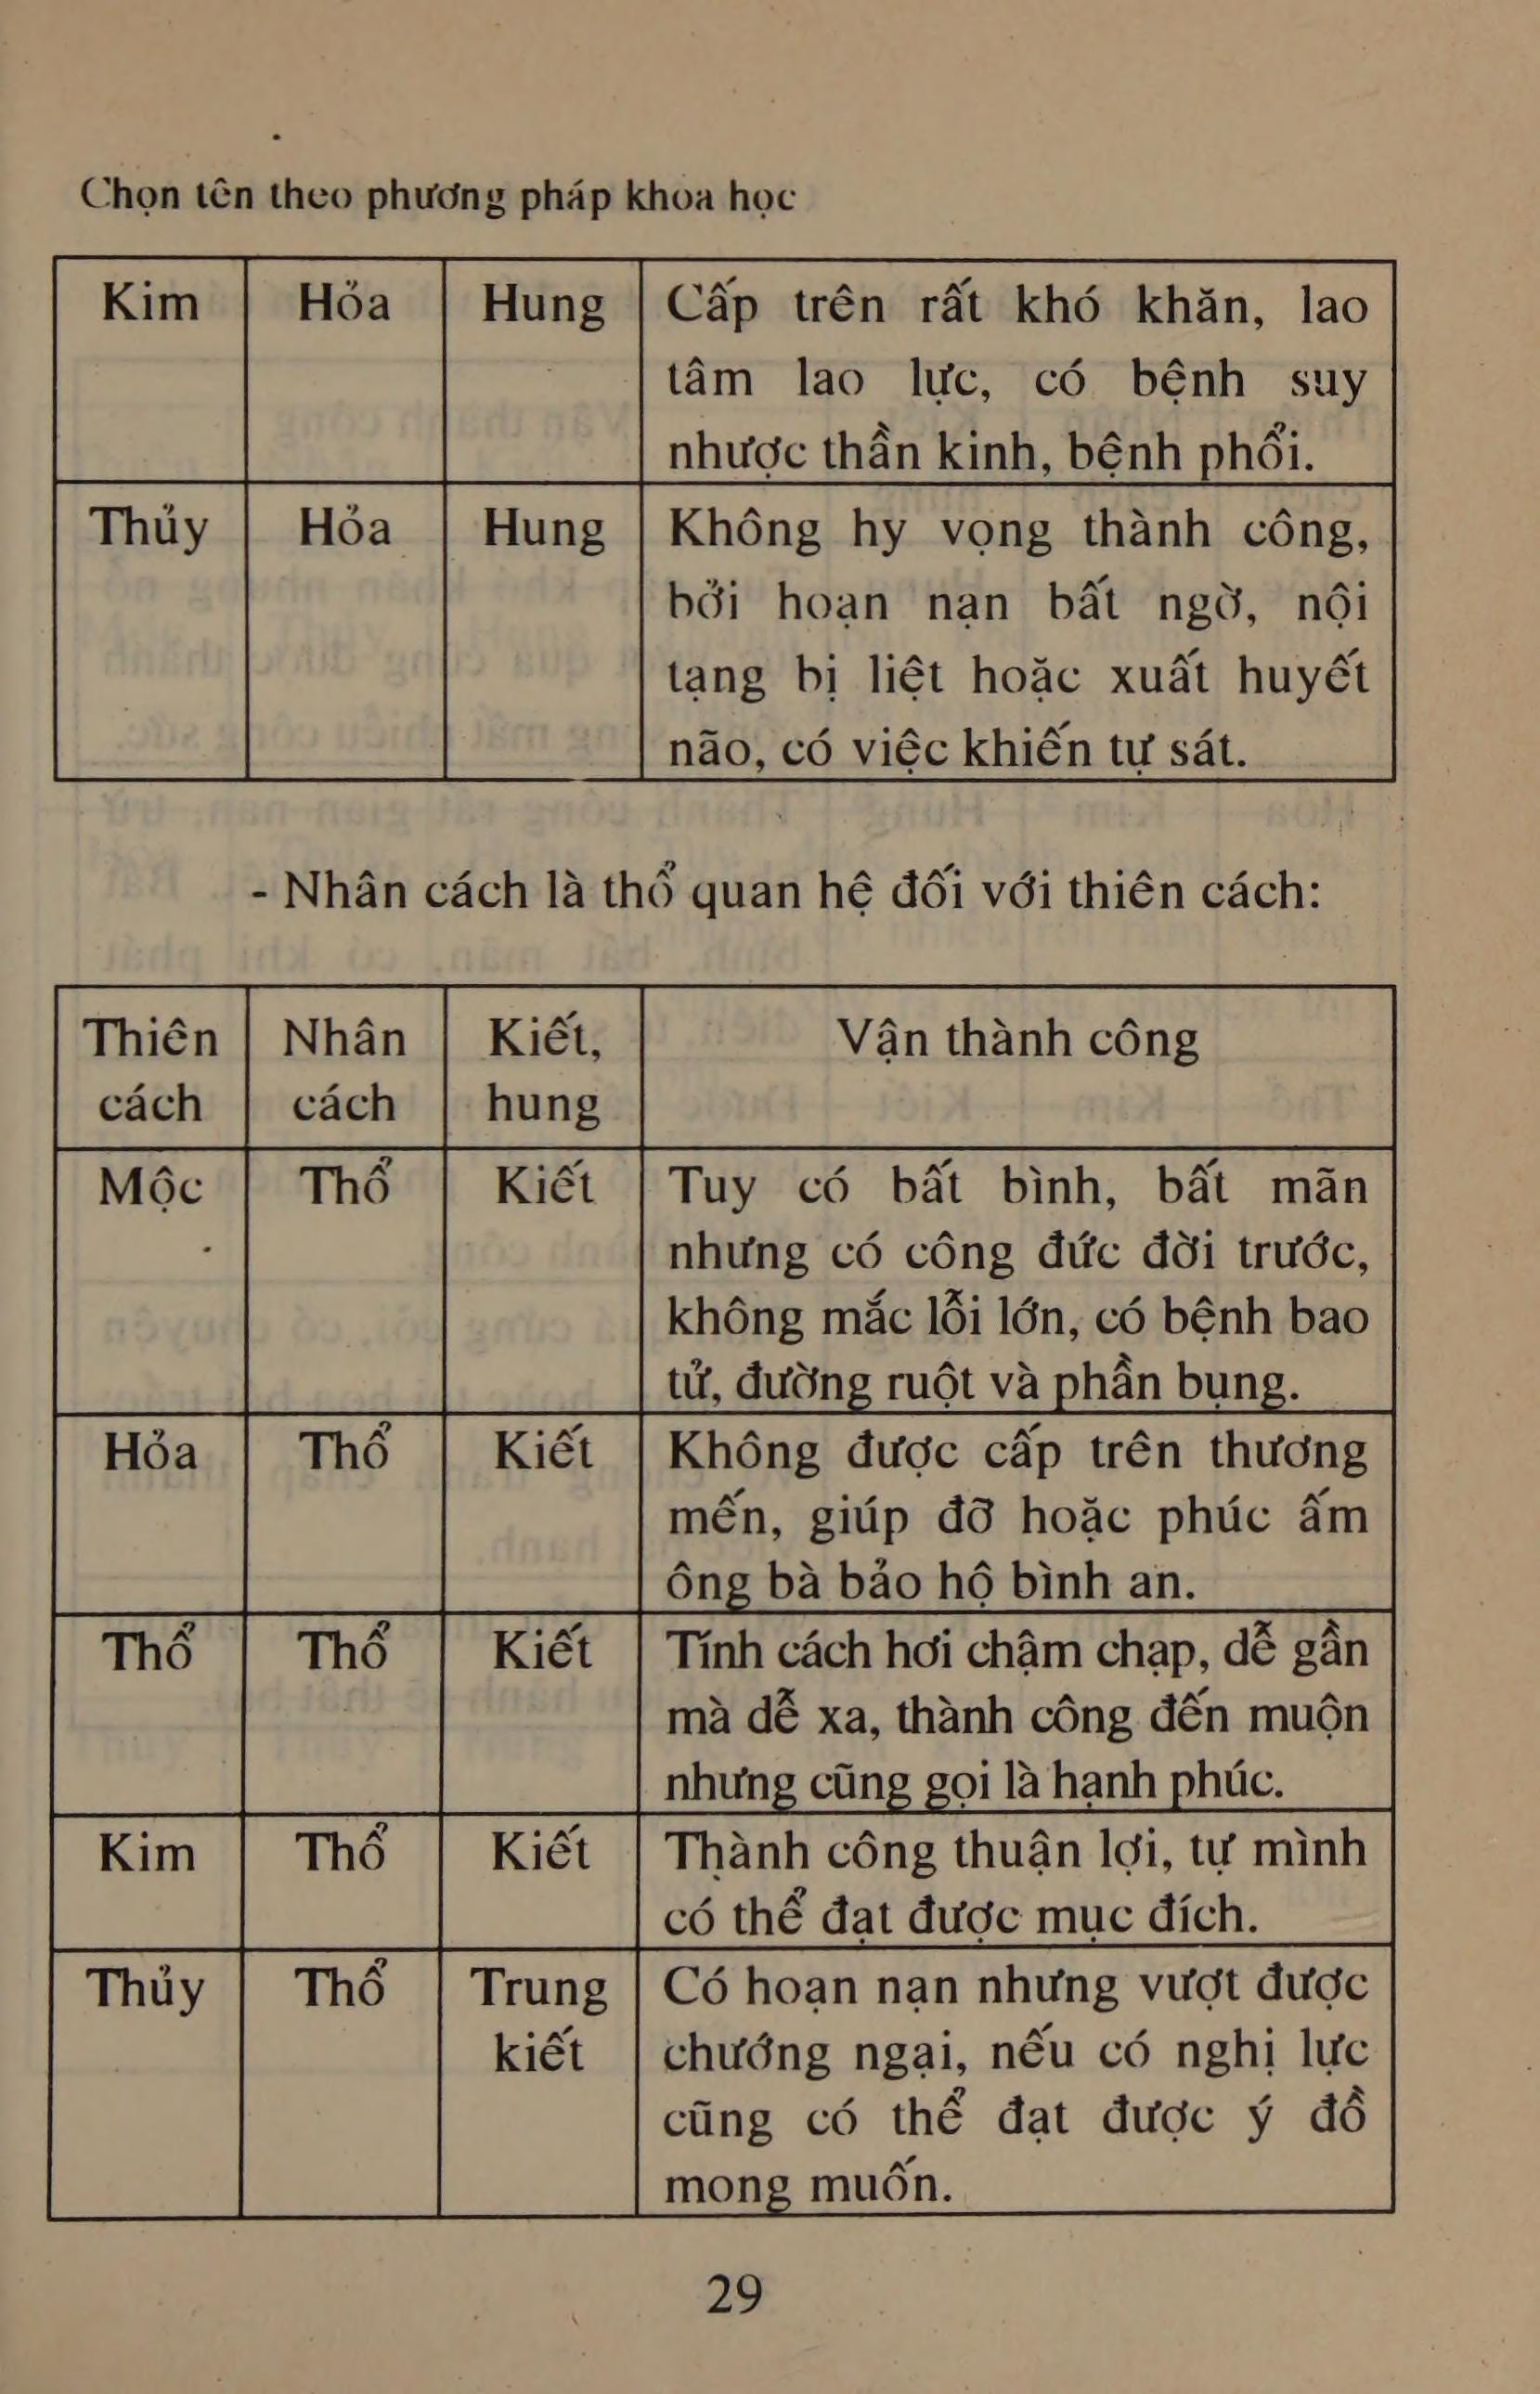 Chọn tên theo phương pháp khoa học
Kim Hỏa Hung Cấp trên rất khó khăn, lao
tâm lao lực, có bệnh suy
nhược thần kinh, bệnh phổi.
Thủy Hỏa Hung Không hy vọng thành công,
bởi hoạn nạn bất ngờ, nội
tạng bị liệt hoặc xuất huyết
não, có việc khiến tự sát.
- Nhân cách là thổ quan hệ đối với thiên cách:
Thiên Nhân Kiết, Vận thành công
cách cách hung
Mộc Thổ Kiết Tuy có bất bình, bất mãn
nhưng có công đức đời trước,
không mắc lỗi lớn, có bệnh bao
tử, đường ruột và phần bụng.
Hỏa Thổ Kiết Không được cấp trên thương
mến, giúp đỡ hoặc phúc ấm
ông bà bảo hộ bình an.
Thổ Thổ Kiết Tính cách hơi chậm chạp, dễ gần
mà dễ xa, thành công đến muộn
nhưng cũng gọi là hạnh phúc.
Kim Thổ Kiết Thành công thuận lợi, tự mình
có thể đạt được mục đích.
Thủy Thổ Trung Có hoạn nạn nhưng vượt được
kiết chướng ngại, nếu có nghị lực
cũng có thể đạt được ý đồ
mong muốn.
29